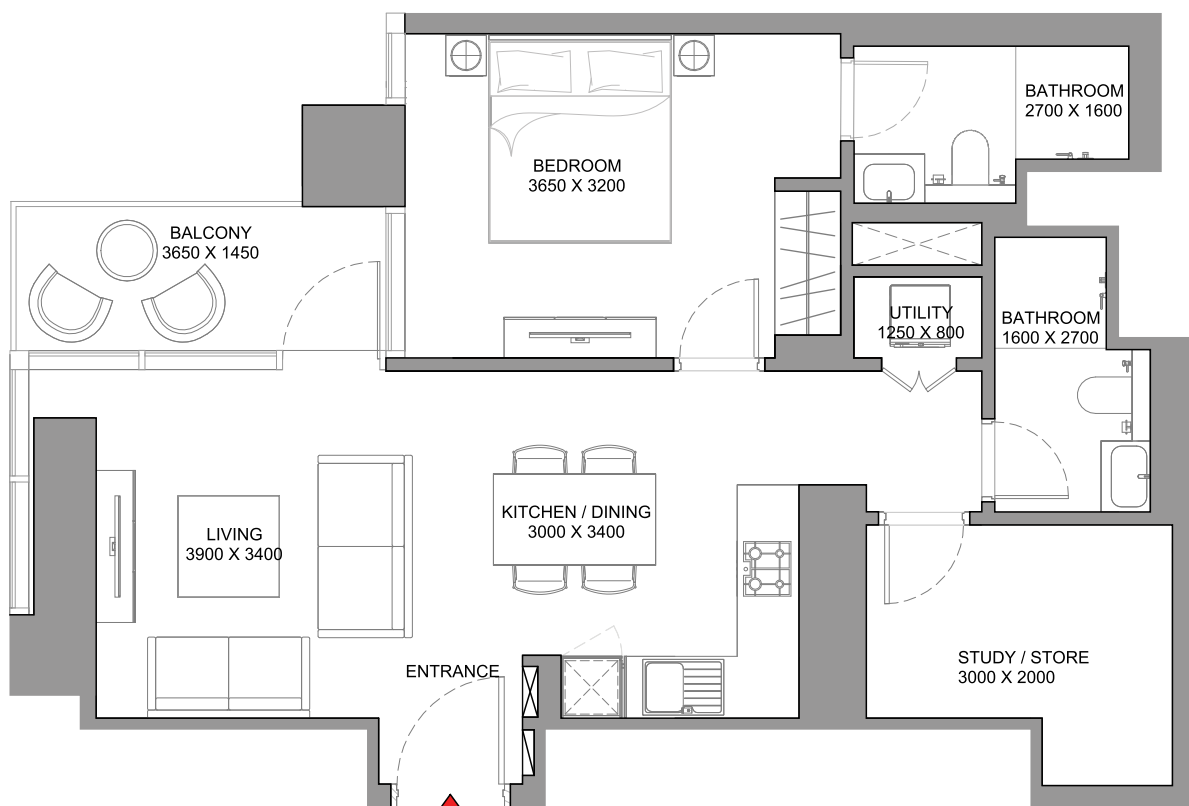 BATHROOM
2700 X 1600
BEDROOM
3650 X 3200
BALCONY
3650 X 1450
UTILITY
1250 X 800
BATHROOM
1600 X 2700
KITCHEN / DINING
3000 X 3400
LIVING
3900 X 3400
ENTRANCE
STUDY / STORE
3000 X 2000